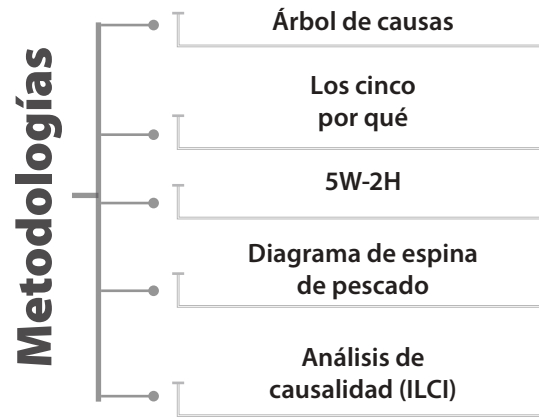 Metodologías
Árbol de causas
Los cinco
por qué
5W-2H
Diagrama de espina
de pescado
Análisis de
causalidad (ILCI)